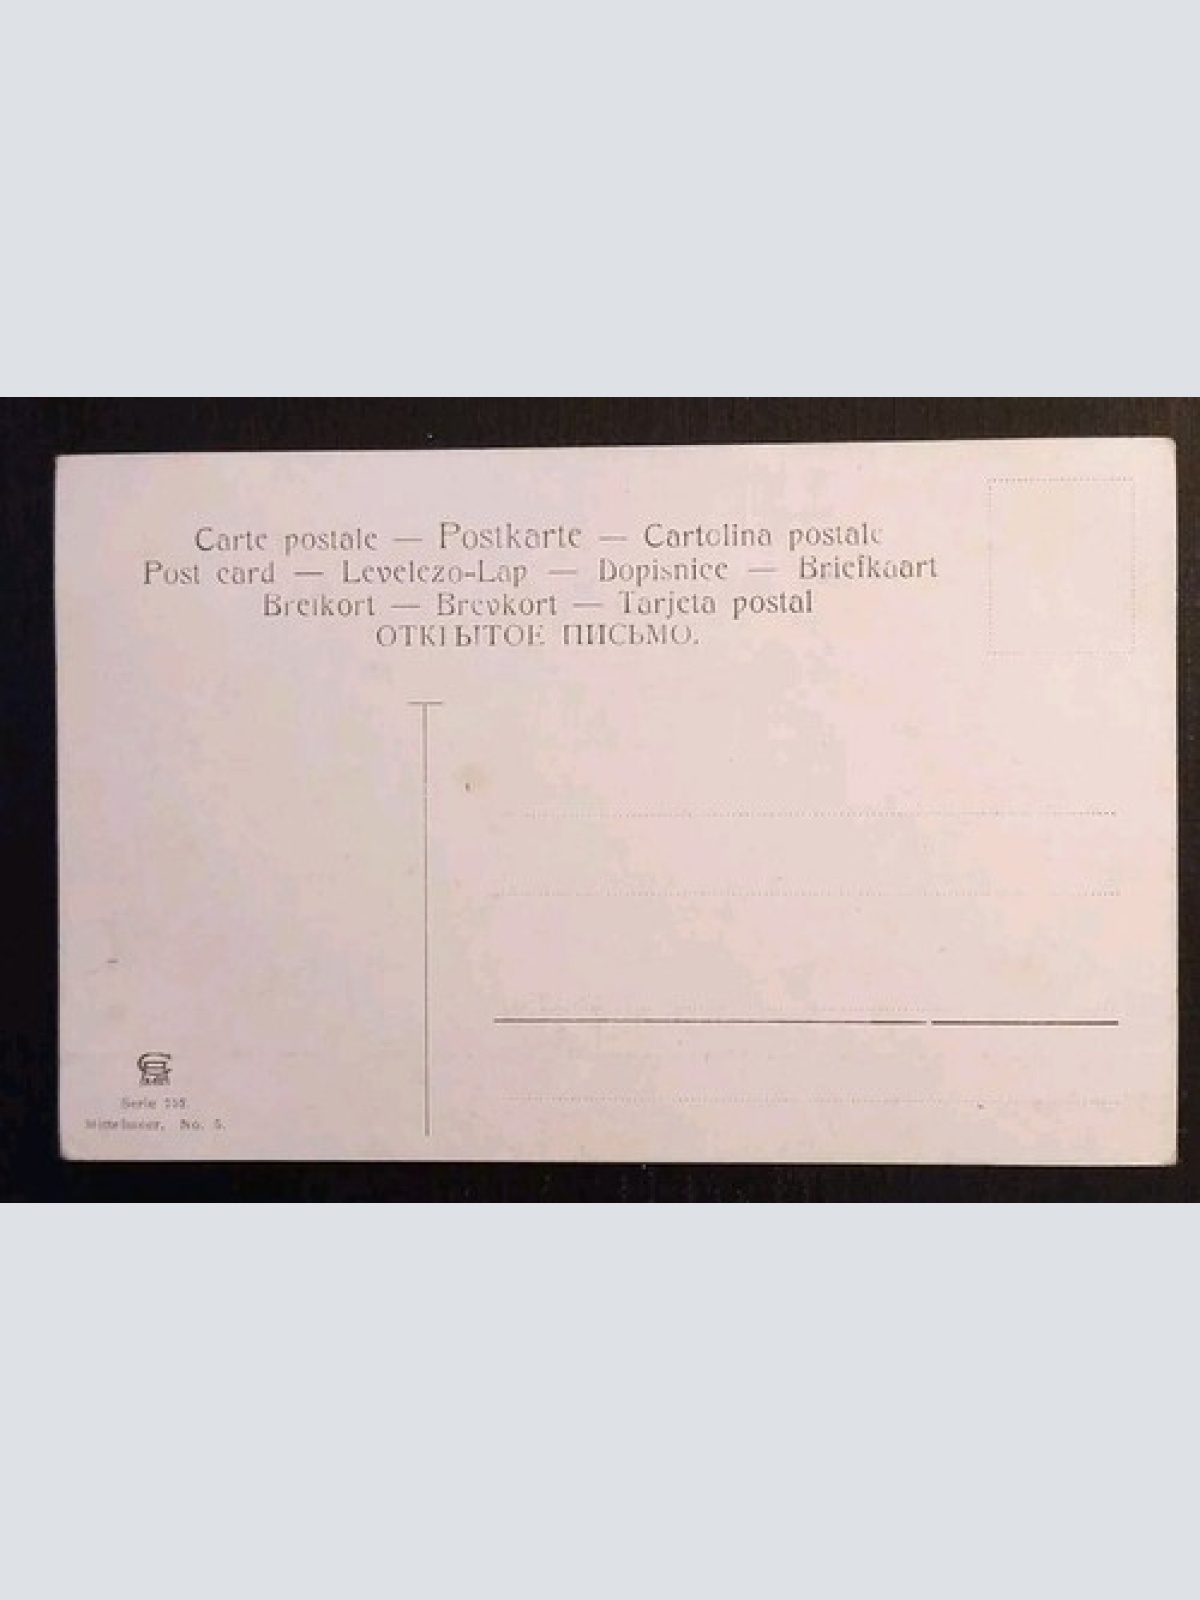 Carte postale — Postkarte — Cartolina postale
Post card — Levelezo-Lap — Dopisnice — Briefkaart
Brefkort — Brevkort — Tarjeta postal
ОТКРЫТОЕ ПИСЬМО.
Serie
No. 5.